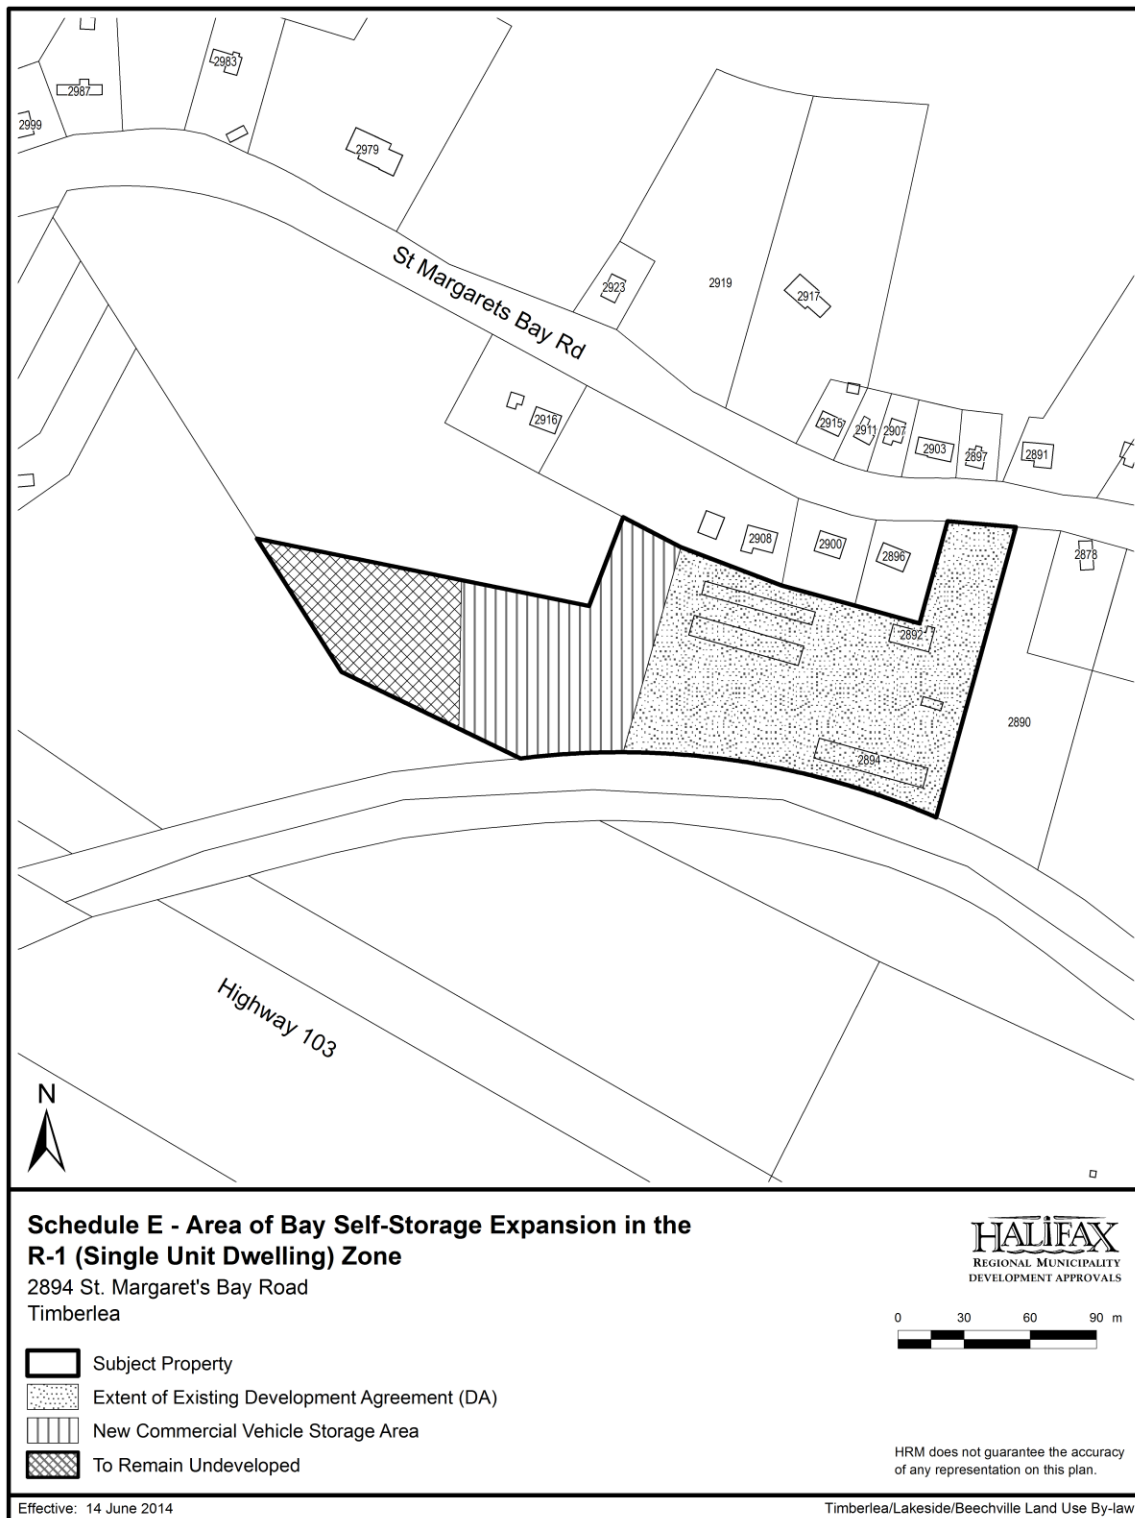 2983
2987
2999
2979
St Margarets Bay Rd
2923
2919
2917
2916
2915
2911
2907
2903
2897
2891
2908
2900
2896
2878
2892
2890
2894
Highway 103
N
Schedule E - Area of Bay Self-Storage Expansion in the
R-1 (Single Unit Dwelling) Zone
2894 St. Margaret's Bay Road
Timberlea
HALIFAX
REGIONAL MUNICIPALITY
DEVELOPMENT APPROVALS
0 30 60 90 m
Subject Property
Extent of Existing Development Agreement (DA)
New Commercial Vehicle Storage Area
To Remain Undeveloped
HRM does not guarantee the accuracy
of any representation on this plan.
Effective: 14 June 2014
Timberlea/Lakeside/Beechville Land Use By-law